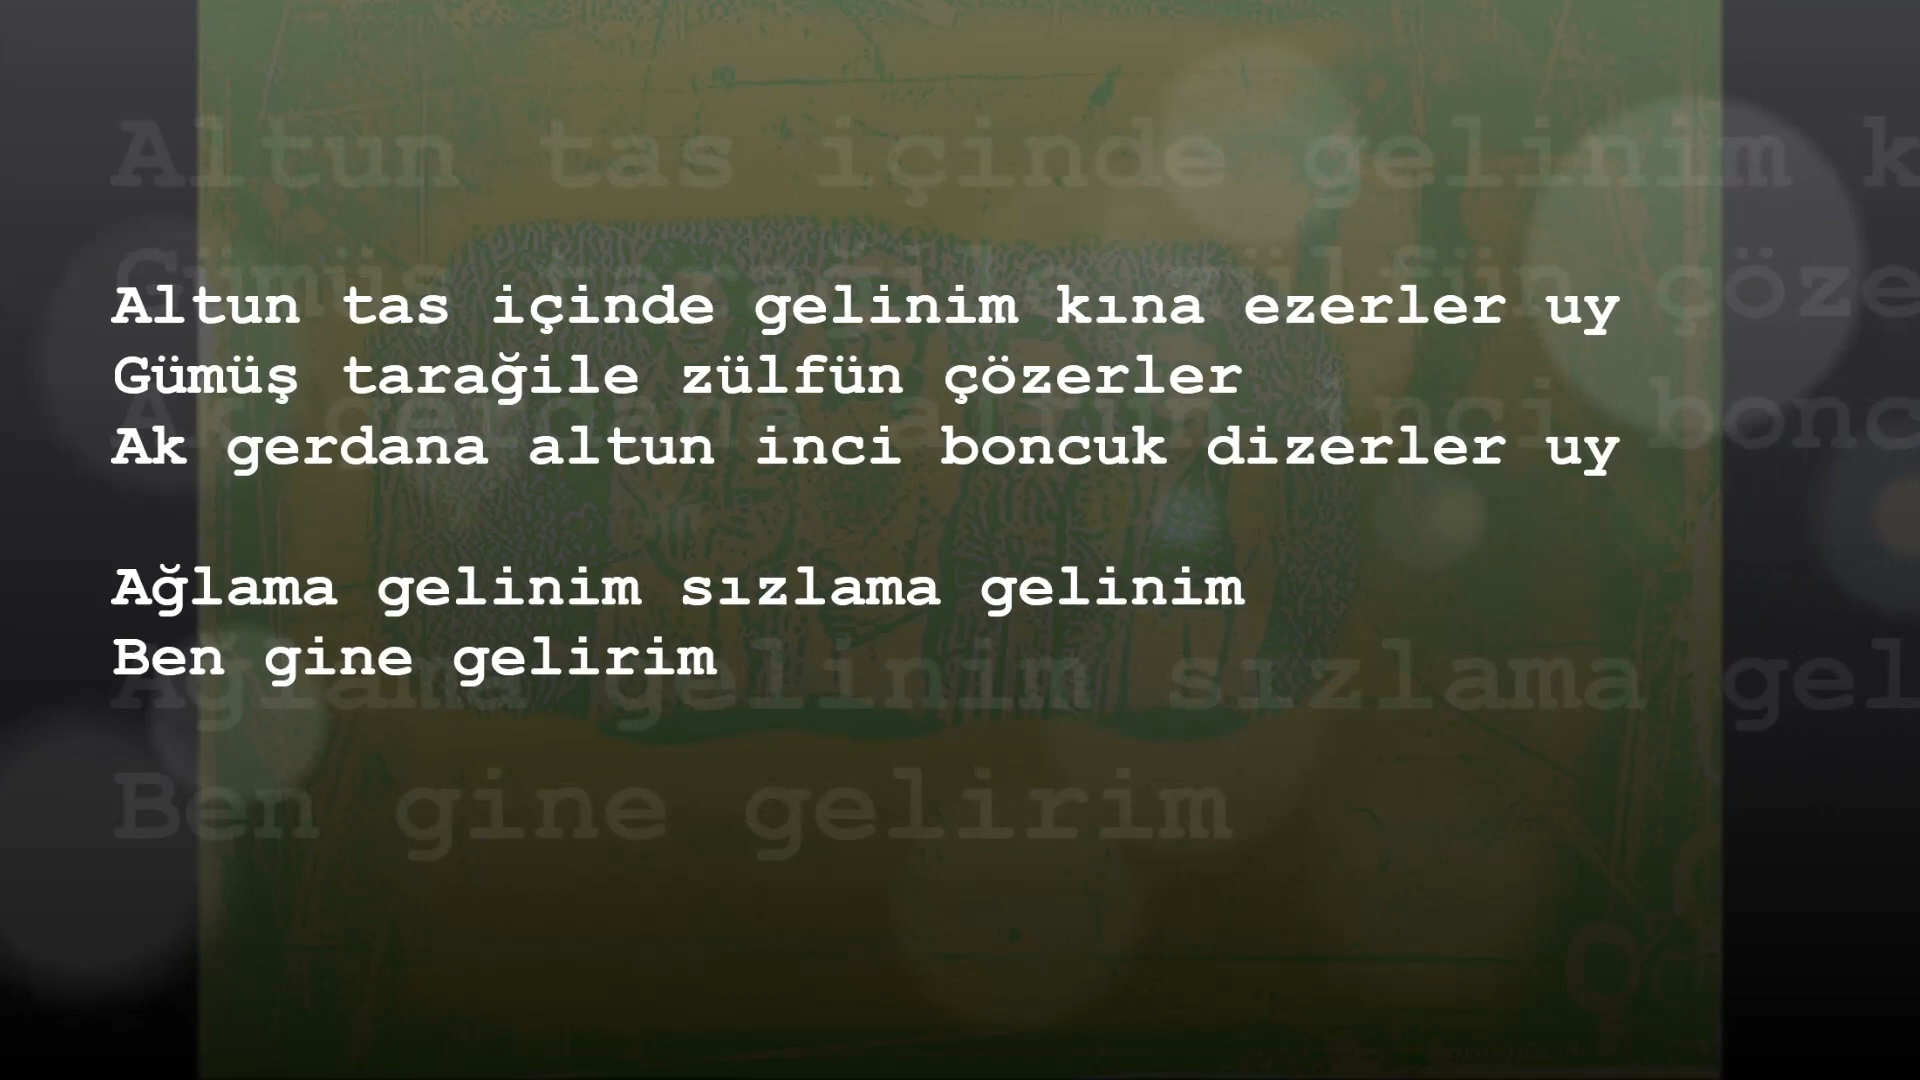 Altun tas içinde gelinim kına ezerler uy
Gümüş tarağile zülfün çözerler
Ak gerdana altun inci boncuk dizerler uy
Ağlama gelinim sızlama gelinim
Ben gine gelirim